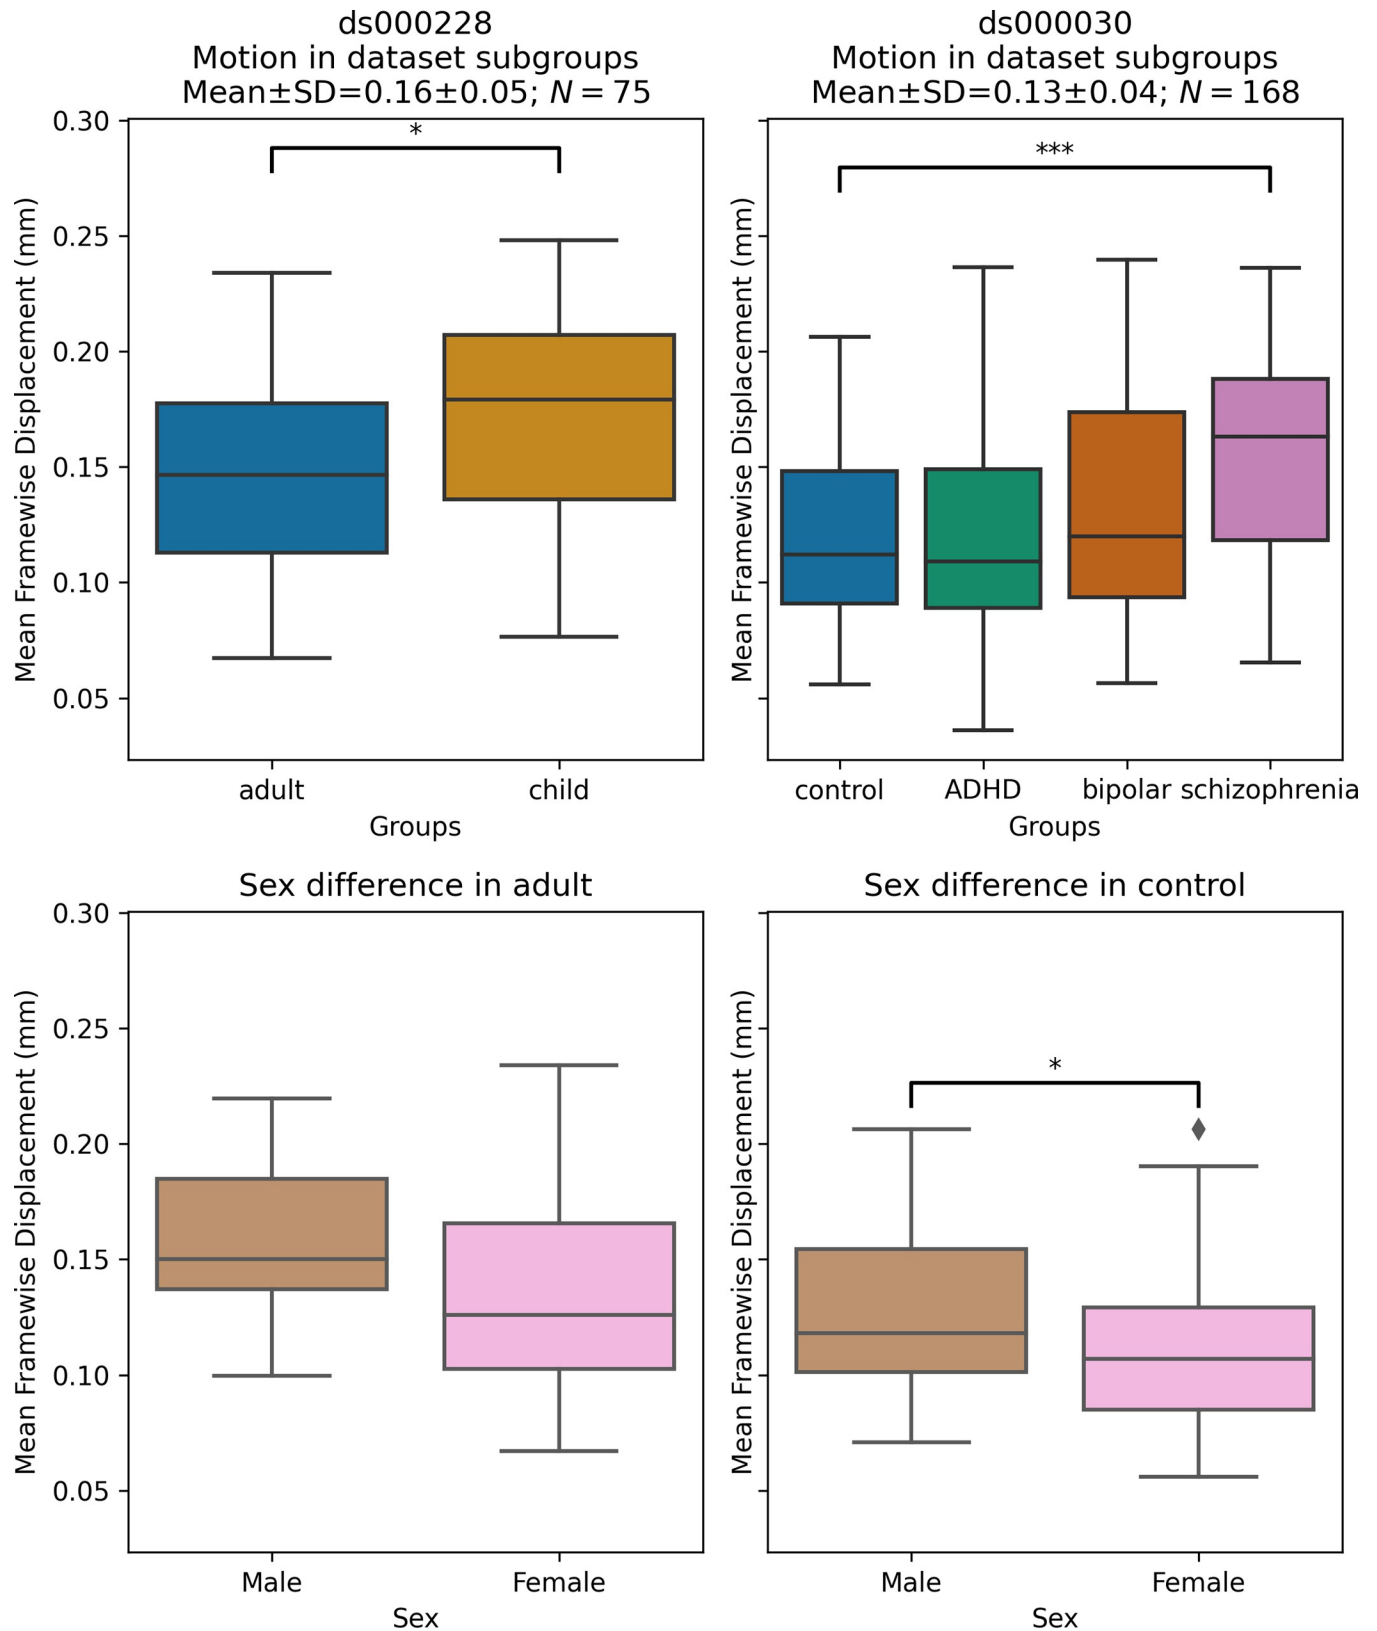 ds000228
Motion in dataset subgroups
Mean±SD=0.16±0.05; N = 75
0.30
0.25
0.20
0.15
0.10
0.05
Mean Framewise Displacement (mm)
*
adult
child
Groups
ds000030
Motion in dataset subgroups
Mean±SD=0.13±0.04; N = 168
Mean Framewise Displacement (mm)
***
control
ADHD
bipolar
schizophrenia
Groups
Sex difference in adult
0.30
0.25
0.20
0.15
0.10
0.05
Mean Framewise Displacement (mm)
Male
Female
Sex
Sex difference in control
Mean Framewise Displacement (mm)
*
Male
Female
Sex